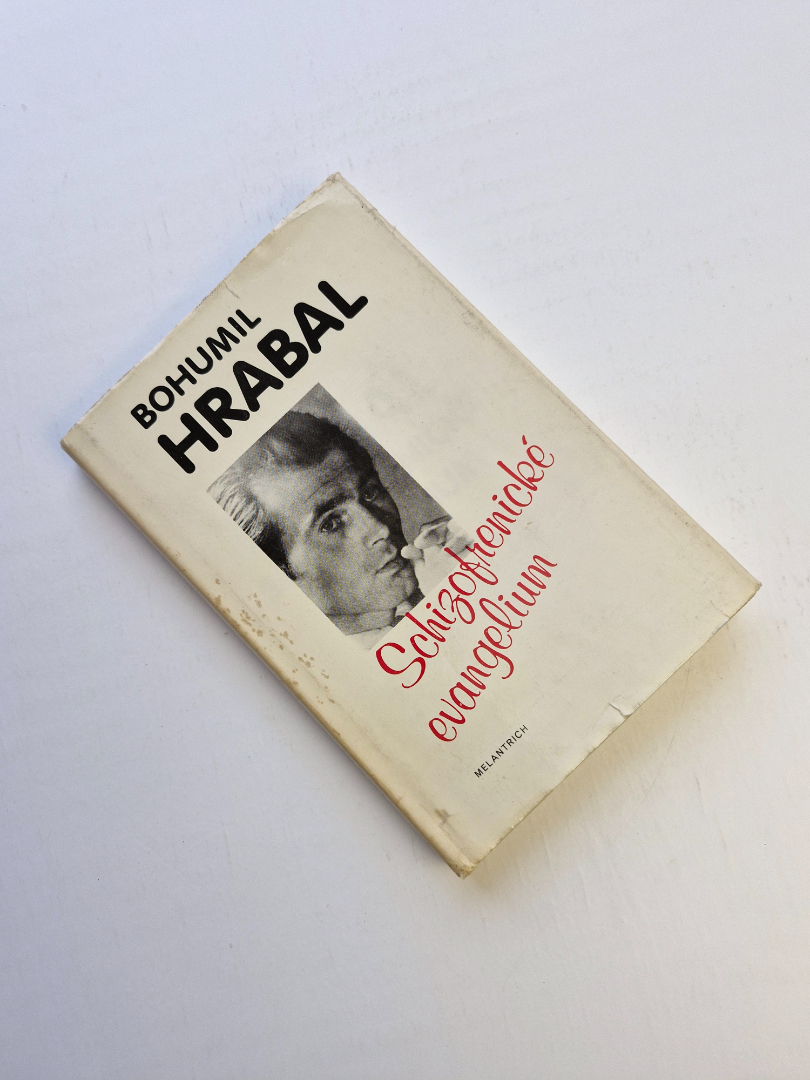 BOHUMIL
HRABAL
Schizofrenické
evangelium
MELANTRICH